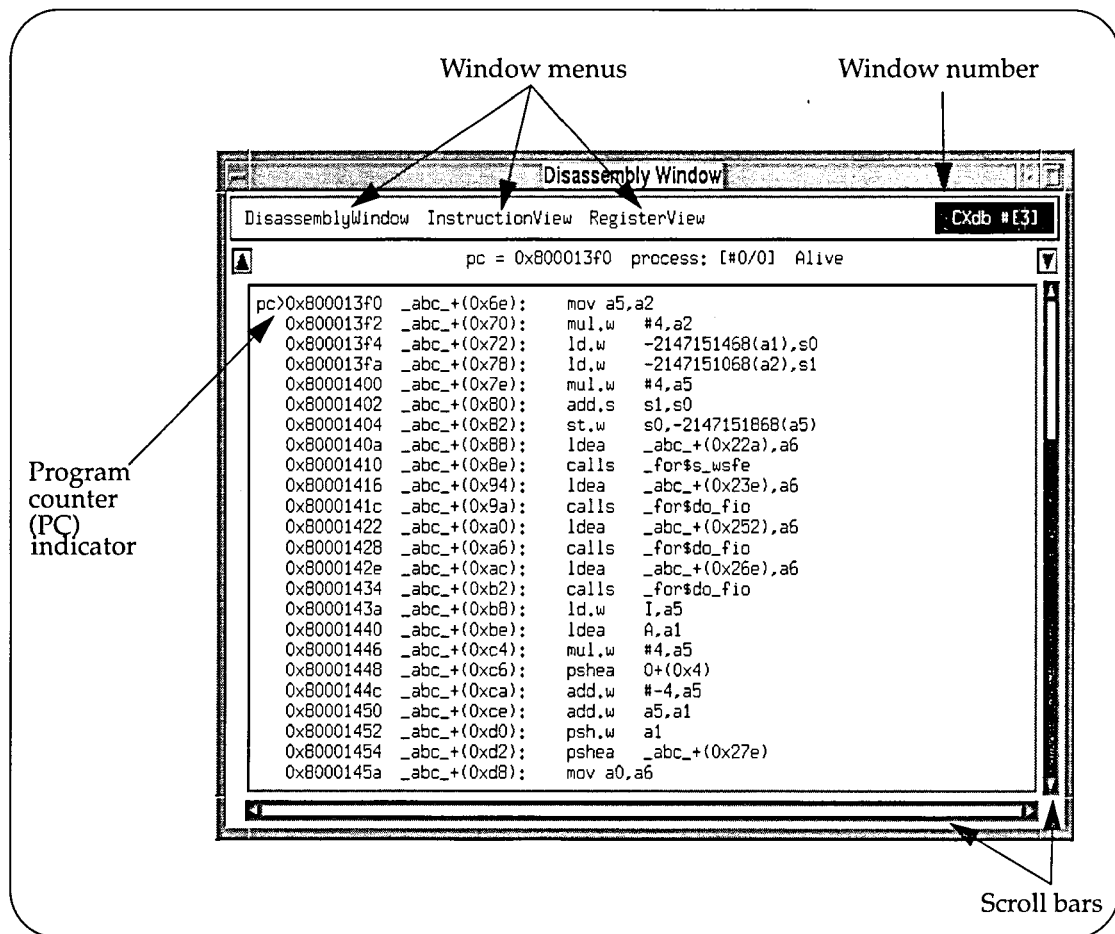 Window menus
Window number
Disassembly Window
DisassemblyWindow InstructionView RegisterView
CXdb #[3]
pc = 0x800013f0 process: [#0/0] Alive
pc>0x800013f0 _abc_+(0x6e): mov a5,a2
0x800013f2 _abc_+(0x70): mul.w #4,a2
0x800013f4 _abc_+(0x72): ld.w -2147151468(a1),s0
0x800013fa _abc_+(0x78): ld.w -2147151068(a2),s1
0x80001400 _abc_+(0x7e): mul.w #4,a5
0x80001402 _abc_+(0x80): add.s s1,s0
0x80001404 _abc_+(0x82): st.w s0,-2147151868(a5)
0x8000140a _abc_+(0x88): ldea _abc_+(0x22a),a6
0x80001410 _abc_+(0x8e): calls _for$s_wsfe
0x80001416 _abc_+(0x94): ldea _abc_+(0x23e),a6
0x8000141c _abc_+(0x9a): calls _for$do_fio
0x80001422 _abc_+(0xa0): ldea _abc_+(0x252),a6
0x80001428 _abc_+(0xa6): calls _for$do_fio
0x8000142e _abc_+(0xac): ldea _abc_+(0x26e),a6
0x80001434 _abc_+(0xb2): calls _for$do_fio
0x8000143a _abc_+(0xb8): ld.w I,a5
0x80001440 _abc_+(0xbe): ldea A,a1
0x80001446 _abc_+(0xc4): mul.w #4,a5
0x80001448 _abc_+(0xc6): pshea 0+(0x4)
0x8000144c _abc_+(0xca): add.w #-4,a5
0x80001450 _abc_+(0xce): add.w a5,a1
0x80001452 _abc_+(0xd0): psh.w a1
0x80001454 _abc_+(0xd2): pshea _abc_+(0x27e)
0x8000145a _abc_+(0xd8): mov a0,a6
Program
counter
(PC)
indicator
Scroll bars